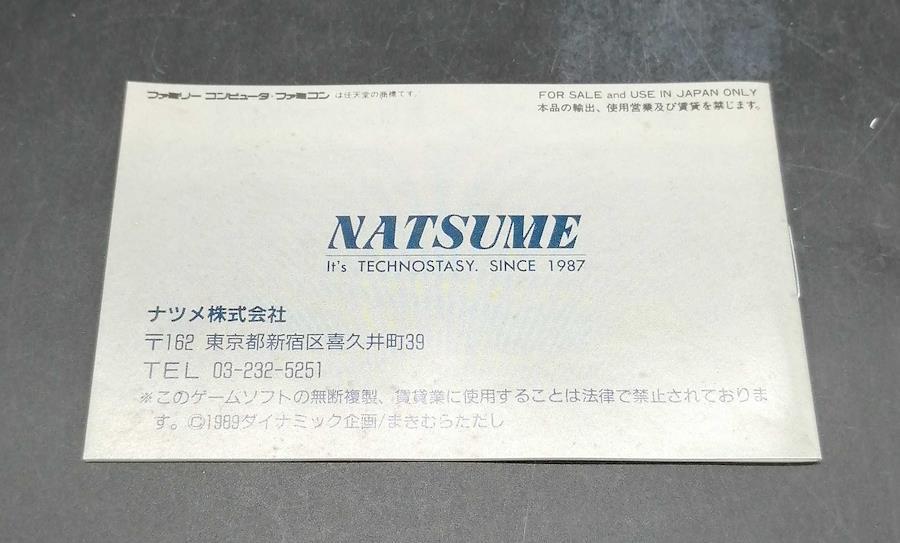 ファミリー コンピュータ・ファミコン は任天堂の商標です。
FOR SALE and USE IN JAPAN ONLY
本品の輸出、使用営業及び賃貸を禁じます。
NATSUME
It's TECHNOSTASY. SINCE 1987
ナツメ株式会社
〒162 東京都新宿区喜久井町39
TEL 03-232-5251
※このゲームソフトの無断複製、賃貸業に使用することは法律で禁止されておりま
す。©1989ダイナミック企画/まきむらただし